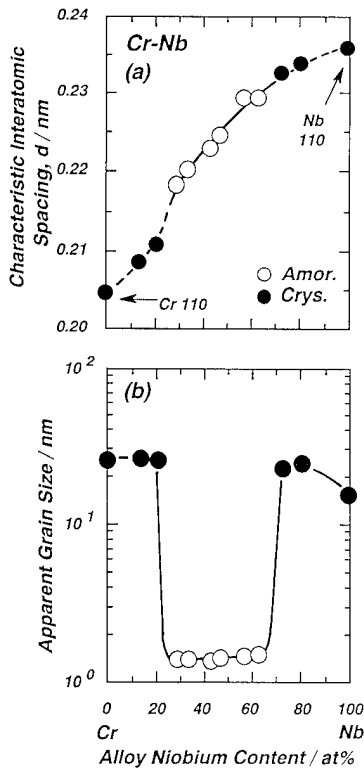 0.24
0.23
0.22
0.21
0.20
Characteristic Interatomic
Spacing, d / nm
Cr-Nb
(a)
Nb
110
Amor.
Crys.
Cr 110
10²
10¹
10⁰
Apparent Grain Size / nm
(b)
0 20 40 60 80 100
Cr Nb
Alloy Niobium Content / at%